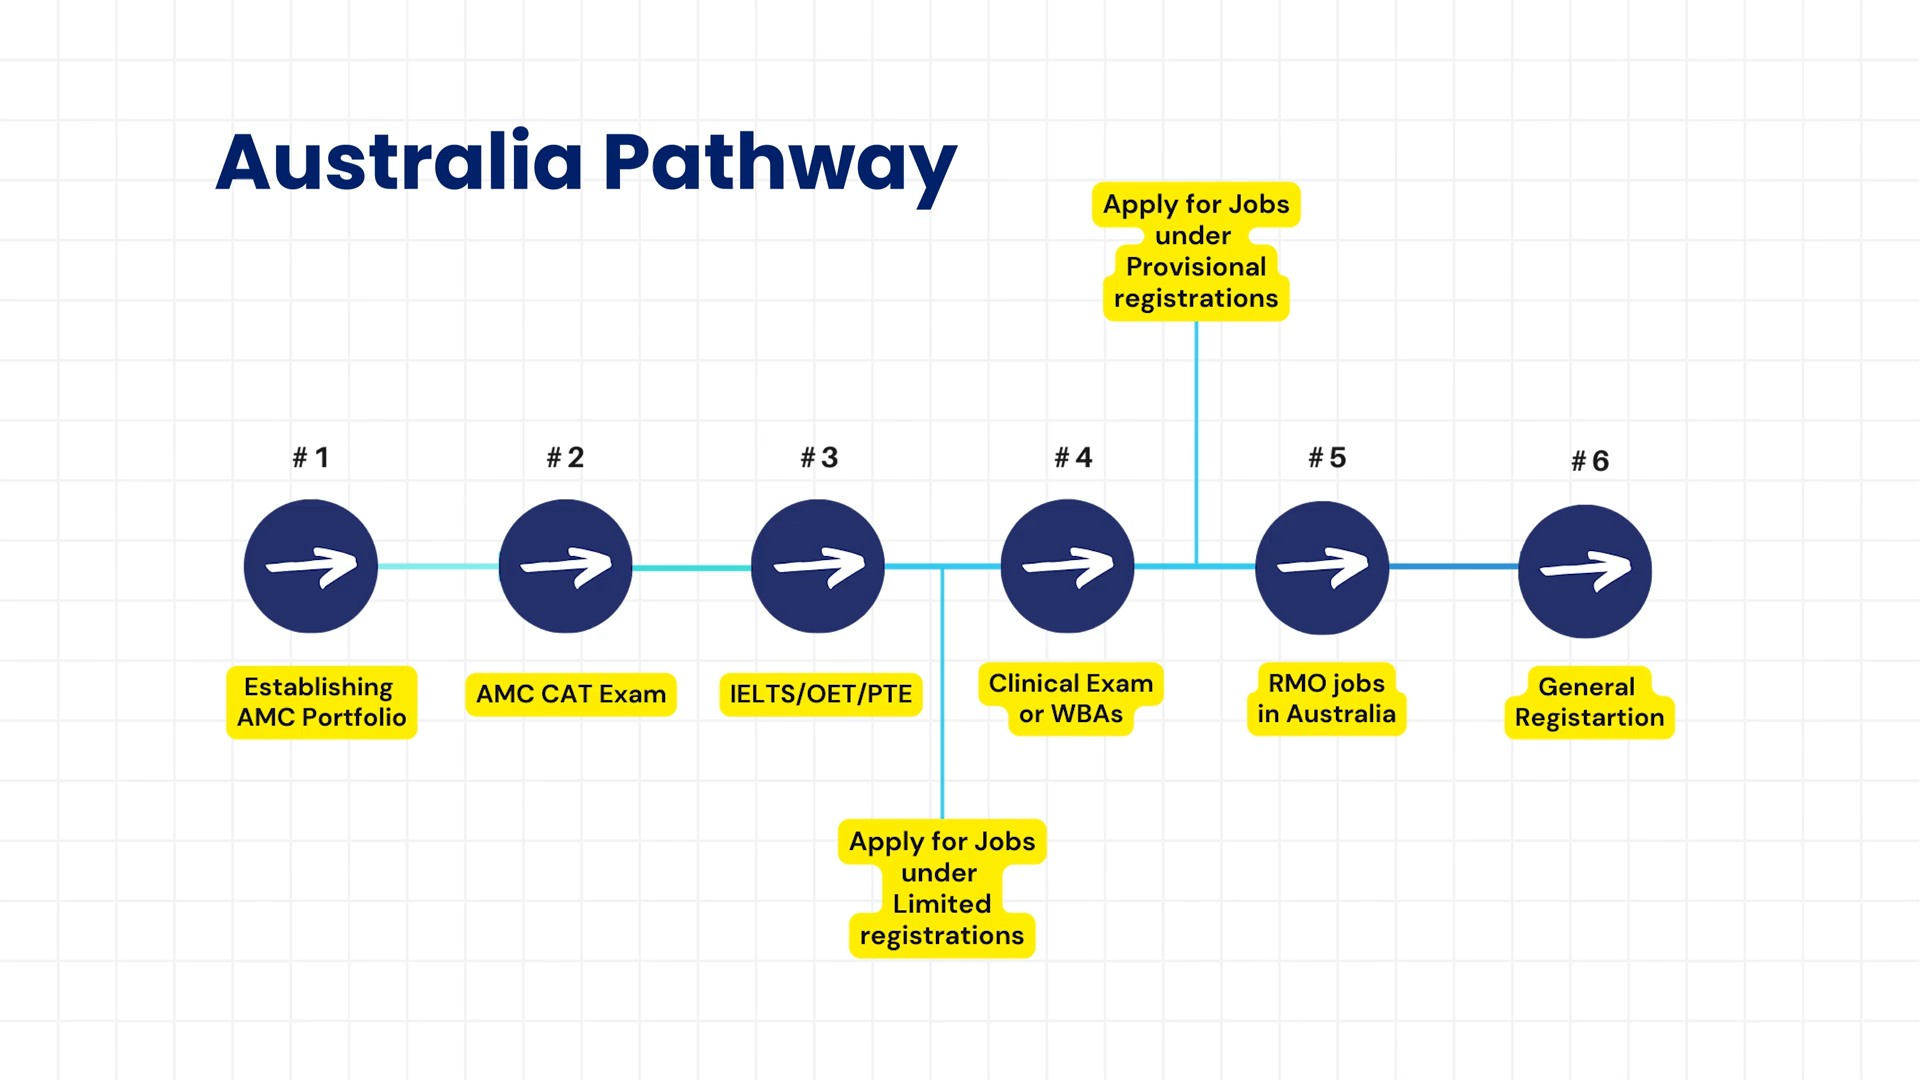 Australia Pathway
Apply for Jobs
under
Provisional
registrations
# 1
# 2
# 3
# 4
# 5
# 6
Establishing
AMC Portfolio
AMC CAT Exam
IELTS/OET/PTE
Clinical Exam
or WBAs
RMO jobs
in Australia
General
Registartion
Apply for Jobs
under
Limited
registrations